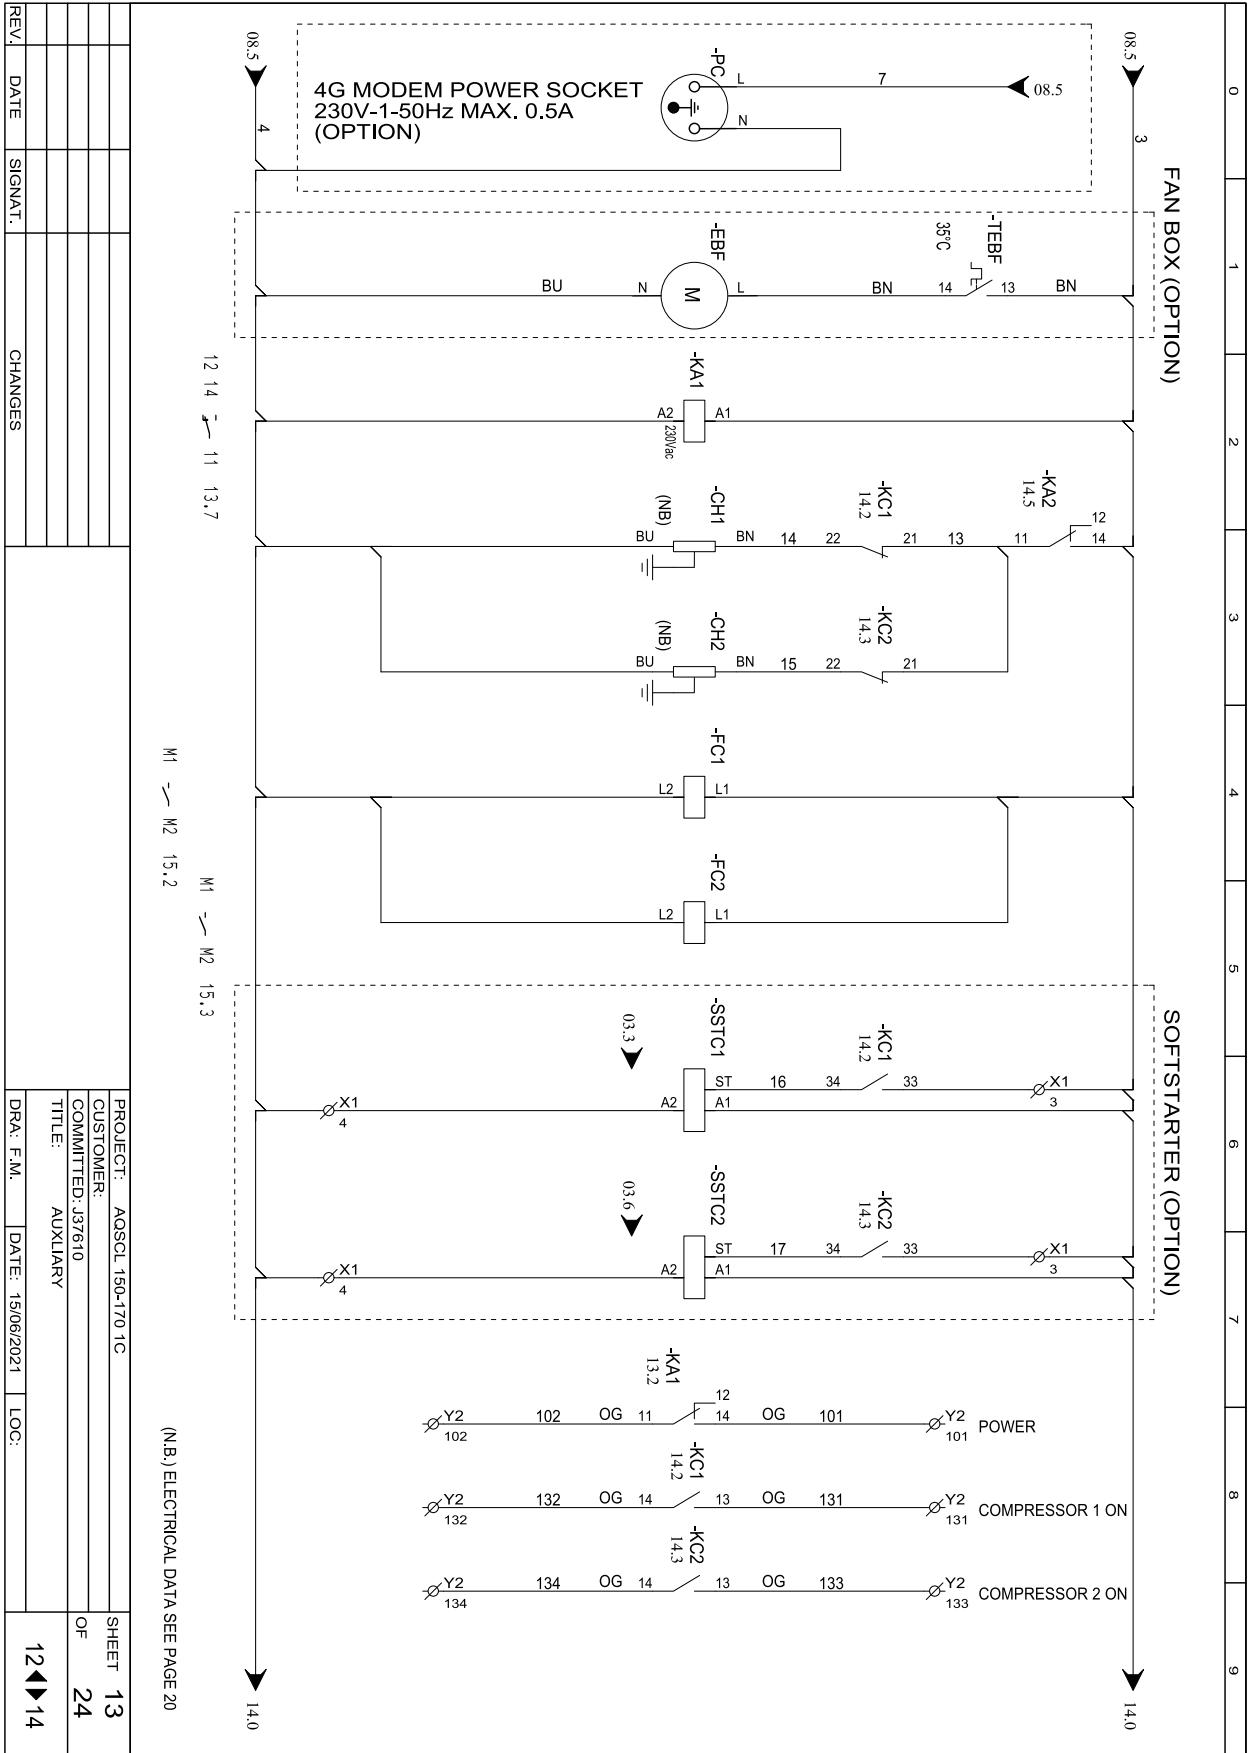 0 1 2 3 4 5 6 7 8 9
FAN BOX (OPTION)
SOFTSTARTER (OPTION)
08.5
3
14.0
08.5
7
-PC
L
N
4G MODEM POWER SOCKET
230V-1-50Hz MAX. 0.5A
(OPTION)
08.5
4
14.0
-TEBF
35°C
BN
13
14
BN
-EBF
L
M
N
BU
-KA1
A1
A2
230Vac
12 14 11 13.7
-KA2
14.5
12
14
11
13
-KC1
14.2
21
22
14
BN
-CH1
(NB)
BU
-KC2
14.3
21
22
15
BN
-CH2
(NB)
BU
-FC1
L1
L2
M1 M2 15.2
-FC2
L1
L2
M1 M2 15.3
X1
3
-KC1
14.2
33
34
16
ST
A1
-SSTC1
A2
03.3
X1
4
X1
3
-KC2
14.3
33
34
17
ST
A1
-SSTC2
A2
03.6
X1
4
POWER
Y2
101
101
OG
14
12
-KA1
13.2
11
OG
102
Y2
102
COMPRESSOR 1 ON
Y2
131
131
OG
13
-KC1
14.2
14
OG
132
Y2
132
COMPRESSOR 2 ON
Y2
133
133
OG
13
-KC2
14.3
14
OG
134
Y2
134
(N.B.) ELECTRICAL DATA SEE PAGE 20
REV. DATE SIGNAT. CHANGES
PROJECT: AQSCL 150-170 1C
CUSTOMER:
COMMITTED: J37610
TITLE: AUXLIARY
DRA: F.M. DATE: 15/06/2021 LOC:
SHEET 13
OF 24
12 14